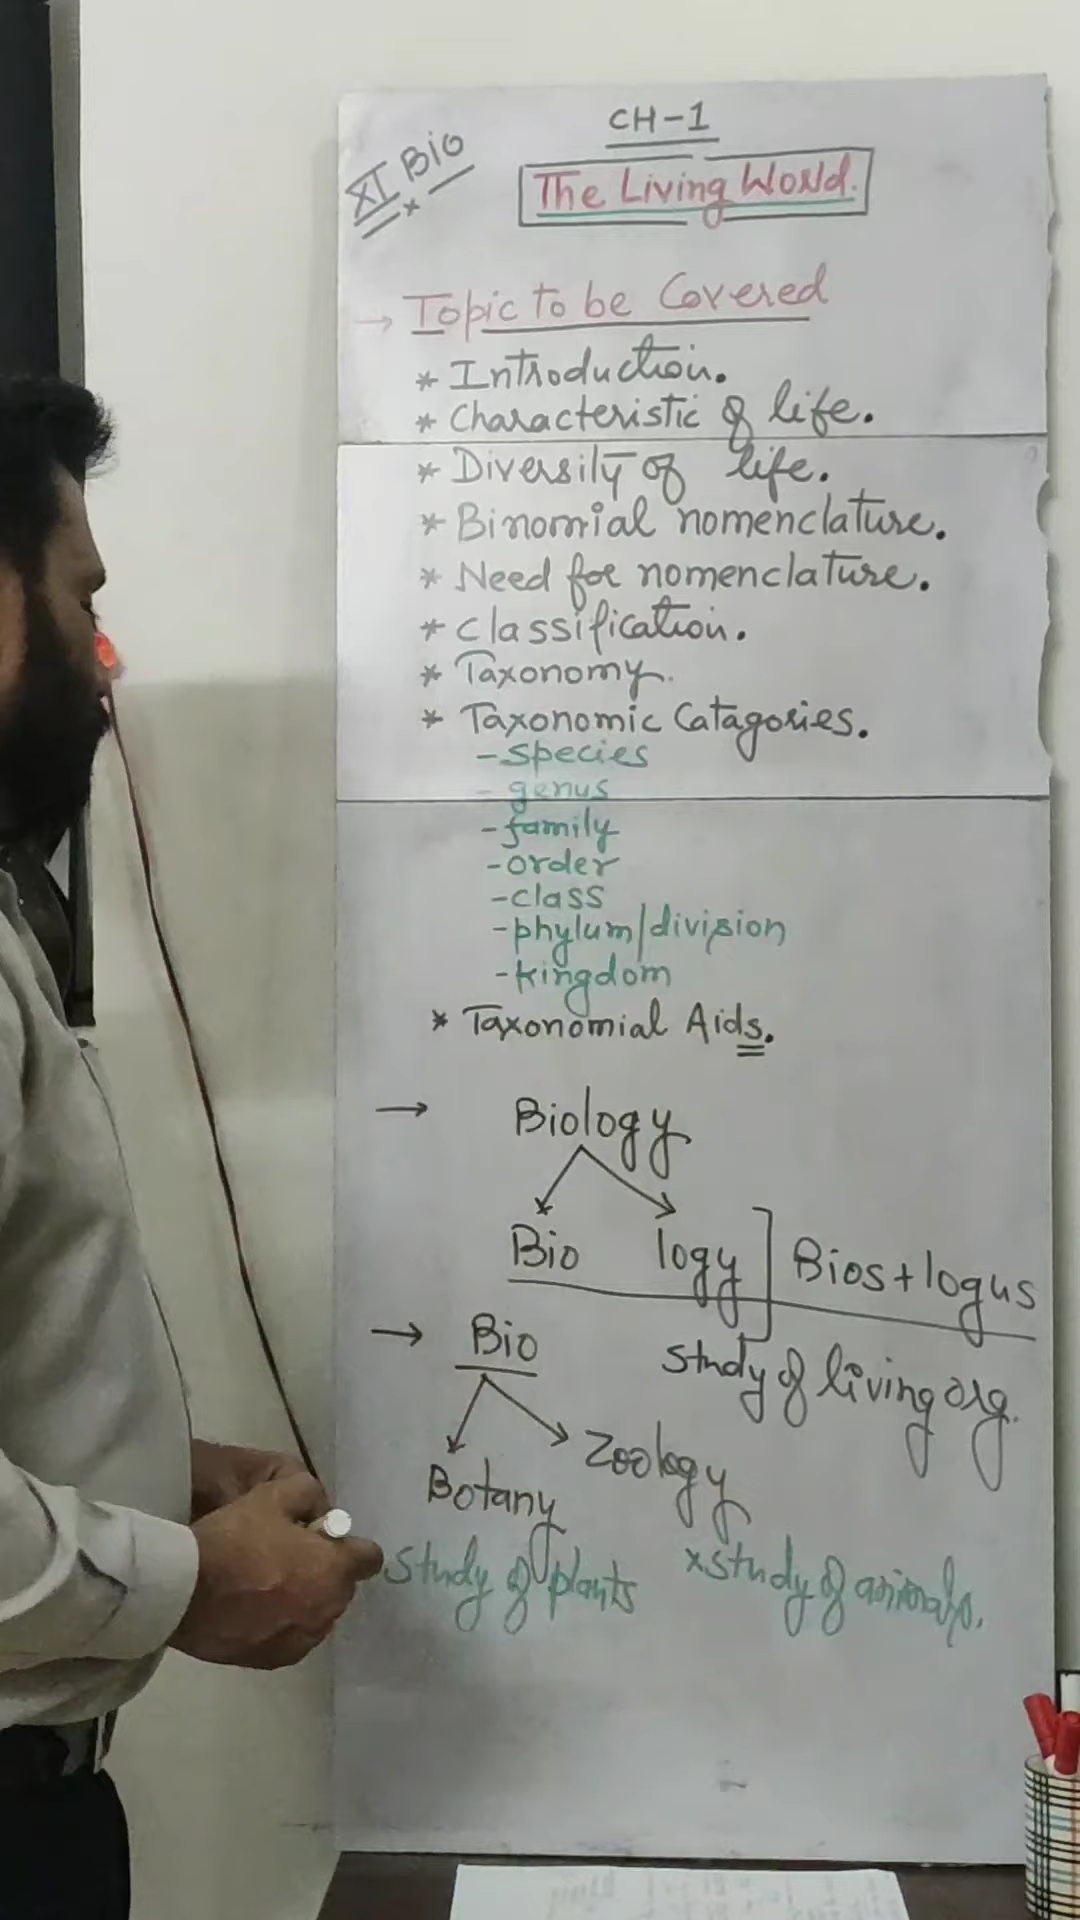 CH-1
XI Bio
The Living World.
→ Topic to be Covered
* Introduction.
* Characteristic of life.
* Diversity of life.
* Binomial nomenclature.
* Need for nomenclature.
* Classification.
* Taxonomy.
* Taxonomic Catagories.
- species
- genus
- family
- order
- class
- phylum/division
- kingdom
* Taxonomial Aids.
→ Biology
Bio logy] Bios+logus
study of living org.
→ Bio
Botany Zoology
study of plants
×study of animals.